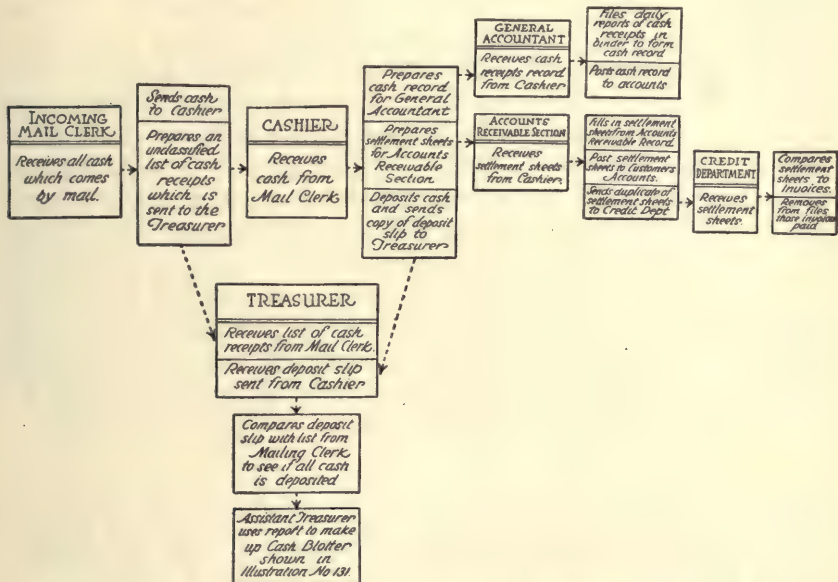 INCOMING
MAIL CLERK
Receives all cash
which comes
by mail.
Sends cash
to Cashier
Prepares an
unclassified
list of cash
receipts
which is
sent to the
Treasurer
CASHIER
Receives
cash from
Mail Clerk
Prepares
cash record
for General
Accountant
Prepares
settlement sheets
for Accounts
Receivable
Section
Deposits
cash and sends
copy of deposit
slip to
Treasurer
GENERAL
ACCOUNTANT
Receives cash
receipts record
from Cashier
Files daily
reports of cash
receipts in
binder to form
cash record
Posts cash record
to accounts
ACCOUNTS
RECEIVABLE SECTION
Receives
settlement sheets
from Cashier.
Fills in settlement
sheets from Accounts
Receivable Record.
Post settlement
sheets to Customers
Accounts.
Sends duplicate of
settlement sheets
to Credit Dept
CREDIT
DEPARTMENT
Receives
settlement
sheets.
Compares
settlement
sheets to
Invoices.
Removes
from files
those invoices
paid
TREASURER
Receives list of cash
receipts from Mail Clerk.
Receives deposit slip
sent from Cashier
Compares deposit
slip with list from
Mailing Clerk
to see if all cash
is deposited
Assistant Treasurer
uses report to make
up Cash Blotter
shown in
Illustration No 131.